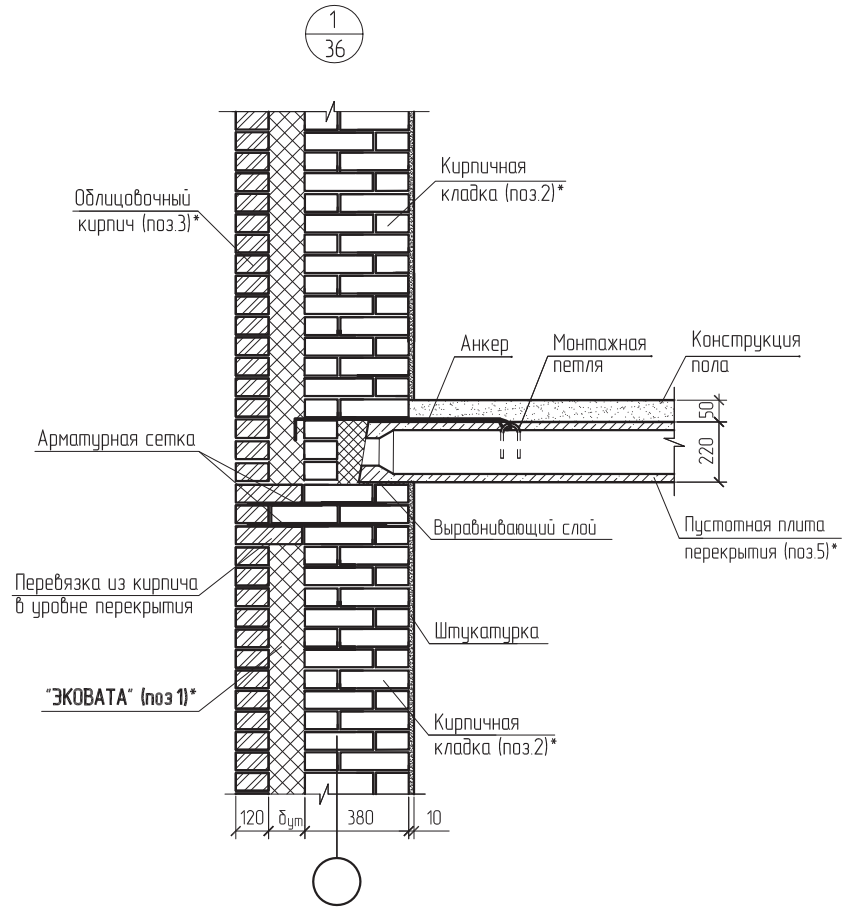 1
36
Кирпичная
кладка (поз.2)*
Облицовочный
кирпич (поз.3)*
Анкер
Монтажная
петля
Конструкция
пола
50
220
Арматурная сетка
Выравнивающий слой
Пустотная плита
перекрытия (поз.5)*
Перевязка из кирпича
в уровне перекрытия
Штукатурка
"ЭКОВАТА" (поз 1)*
Кирпичная
кладка (поз.2)*
120 δут 380 10